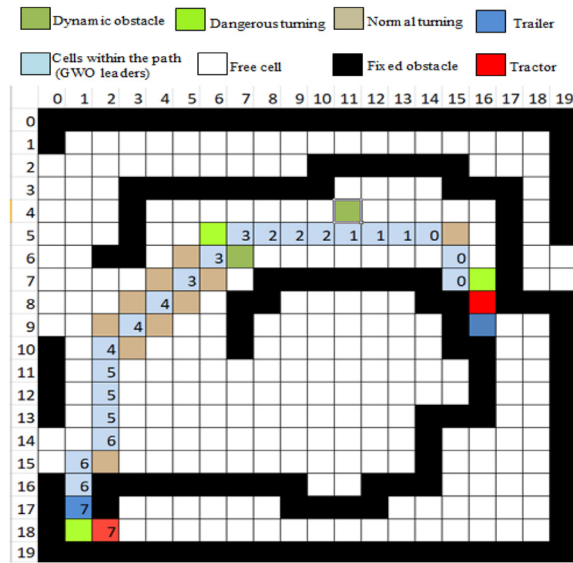 Dynamic obstacle Dangerous turning Normal turning Trailer
Cells within the path Free cell Fixed obstacle Tractor
(GWO leaders)
0 1 2 3 4 5 6 7 8 9 10 11 12 13 14 15 16 17 18 19
0
1
2
3
4
5 3 2 2 2 1 1 1 0
6 3 0
7 3 0
8 4
9 4
10 4
11 5
12 5
13 5
14 6
15 6
16 6
17 7
18 7
19